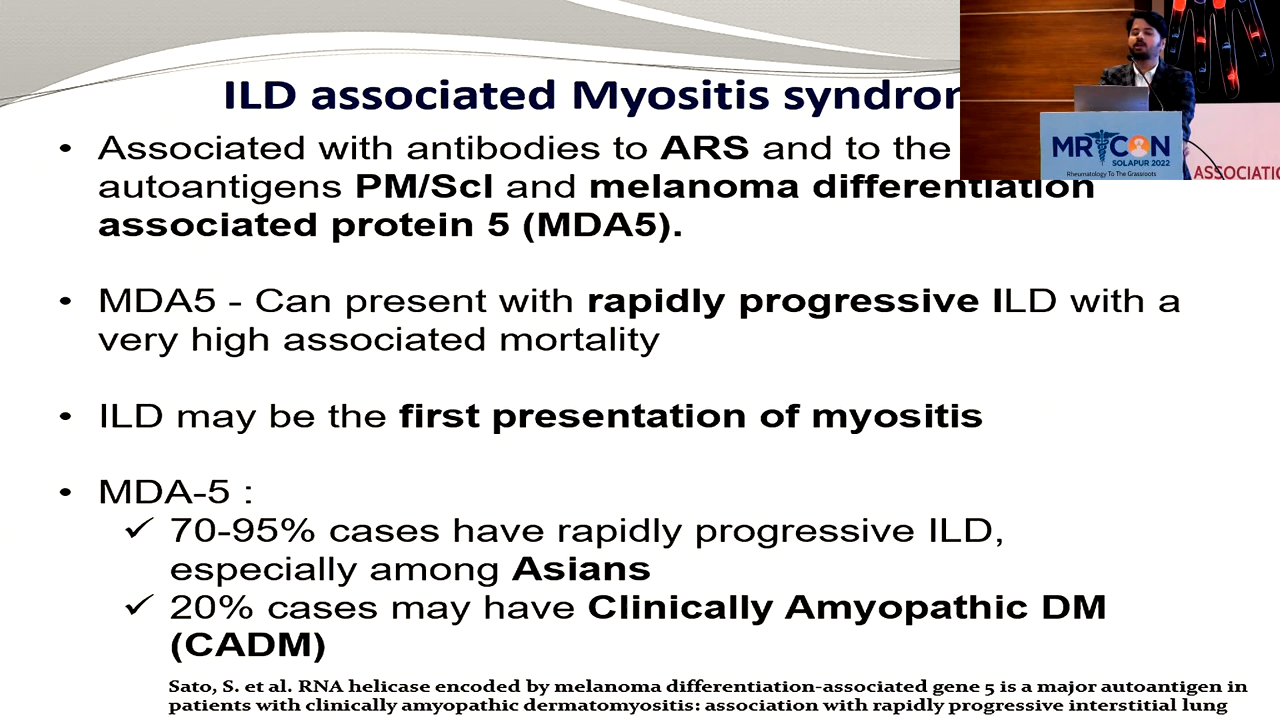 ILD associated Myositis syndrom
• Associated with antibodies to ARS and to the
autoantigens PM/Scl and melanoma differentiation
associated protein 5 (MDA5).
• MDA5 - Can present with rapidly progressive ILD with a
very high associated mortality
• ILD may be the first presentation of myositis
• MDA-5 :
✓ 70-95% cases have rapidly progressive ILD,
especially among Asians
✓ 20% cases may have Clinically Amyopathic DM
(CADM)
Sato, S. et al. RNA helicase encoded by melanoma differentiation-associated gene 5 is a major autoantigen in
patients with clinically amyopathic dermatomyositis: association with rapidly progressive interstitial lung
MRCON
SOLAPUR 2022
Rheumatology To The Grassroots
ASSOCIATIO